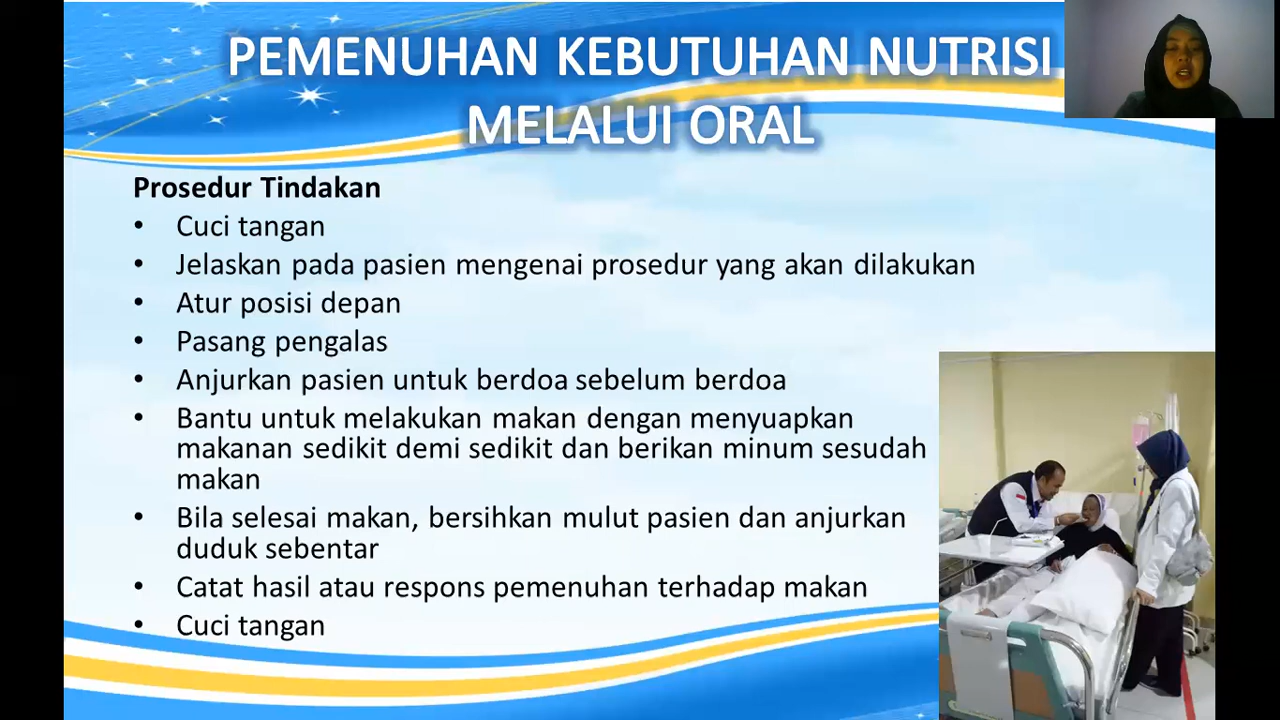 PEMENUHAN KEBUTUHAN NUTRISI
MELALUI ORAL
Prosedur Tindakan
• Cuci tangan
• Jelaskan pada pasien mengenai prosedur yang akan dilakukan
• Atur posisi depan
• Pasang pengalas
• Anjurkan pasien untuk berdoa sebelum berdoa
• Bantu untuk melakukan makan dengan menyuapkan
makanan sedikit demi sedikit dan berikan minum sesudah
makan
• Bila selesai makan, bersihkan mulut pasien dan anjurkan
duduk sebentar
• Catat hasil atau respons pemenuhan terhadap makan
• Cuci tangan